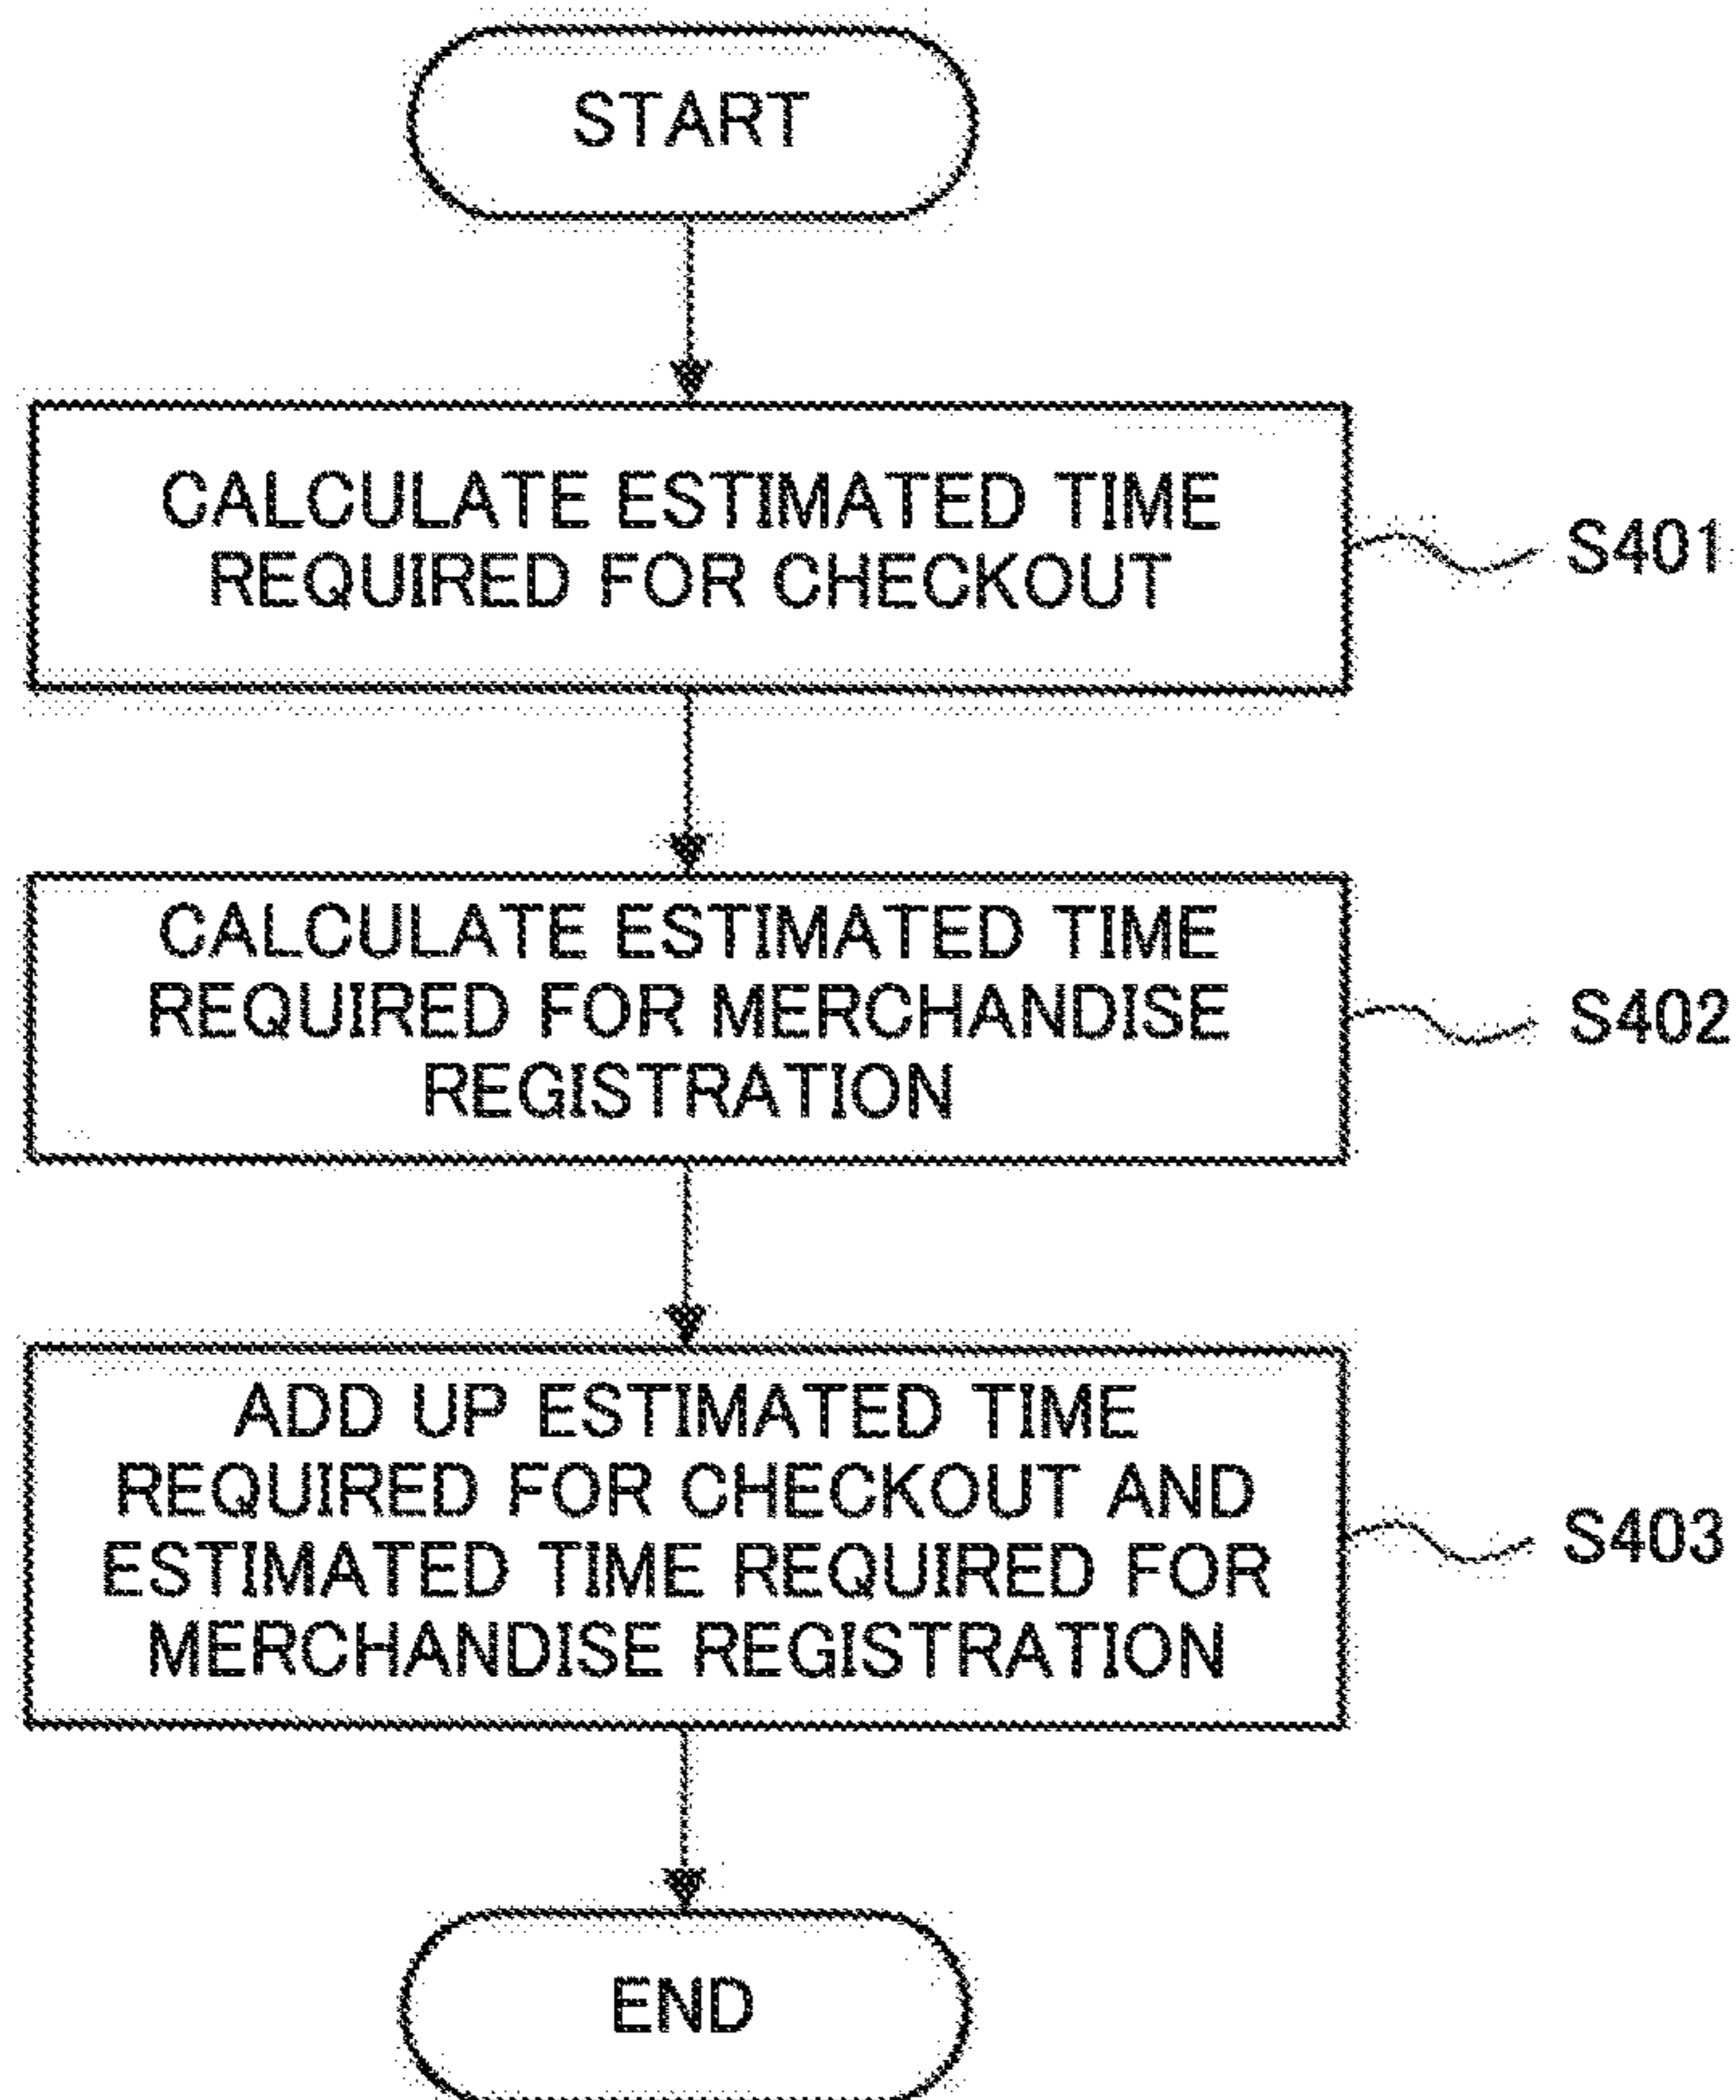 START
CALCULATE ESTIMATED TIME
REQUIRED FOR CHECKOUT
S401
CALCULATE ESTIMATED TIME
REQUIRED FOR MERCHANDISE
REGISTRATION
S402
ADD UP ESTIMATED TIME
REQUIRED FOR CHECKOUT AND
ESTIMATED TIME REQUIRED FOR
MERCHANDISE REGISTRATION
S403
END